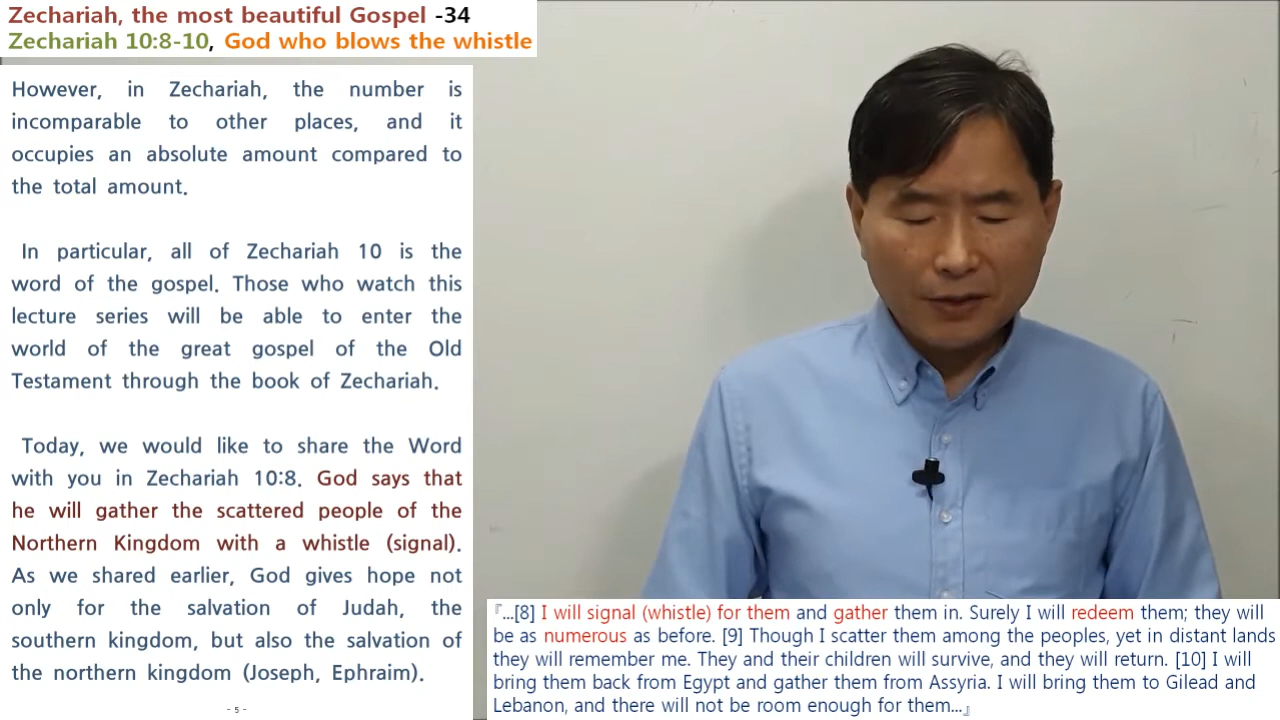 Zechariah, the most beautiful Gospel -34
Zechariah 10:8-10, God who blows the whistle
However, in Zechariah, the number is
incomparable to other places, and it
occupies an absolute amount compared to
the total amount.
In particular, all of Zechariah 10 is the
word of the gospel. Those who watch this
lecture series will be able to enter the
world of the great gospel of the Old
Testament through the book of Zechariah.
Today, we would like to share the Word
with you in Zechariah 10:8. God says that
he will gather the scattered people of the
Northern Kingdom with a whistle (signal).
As we shared earlier, God gives hope not
only for the salvation of Judah, the
southern kingdom, but also the salvation of
the northern kingdom (Joseph, Ephraim).
- 5 -
『...[8] I will signal (whistle) for them and gather them in. Surely I will redeem them; they will
be as numerous as before. [9] Though I scatter them among the peoples, yet in distant lands
they will remember me. They and their children will survive, and they will return. [10] I will
bring them back from Egypt and gather them from Assyria. I will bring them to Gilead and
Lebanon, and there will not be room enough for them...』